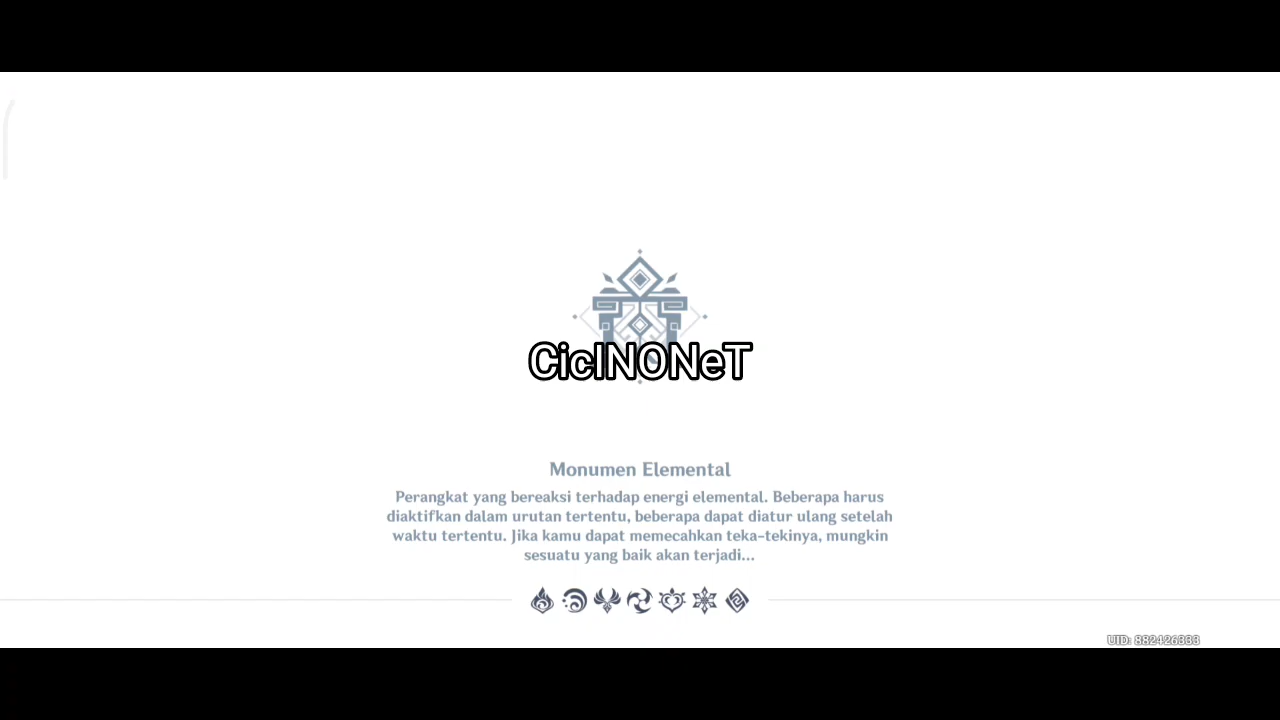 CicINONeT
Monumen Elemental
Perangkat yang bereaksi terhadap energi elemental. Beberapa harus
diaktifkan dalam urutan tertentu, beberapa dapat diatur ulang setelah
waktu tertentu. Jika kamu dapat memecahkan teka-tekinya, mungkin
sesuatu yang baik akan terjadi...
UID: 882426333